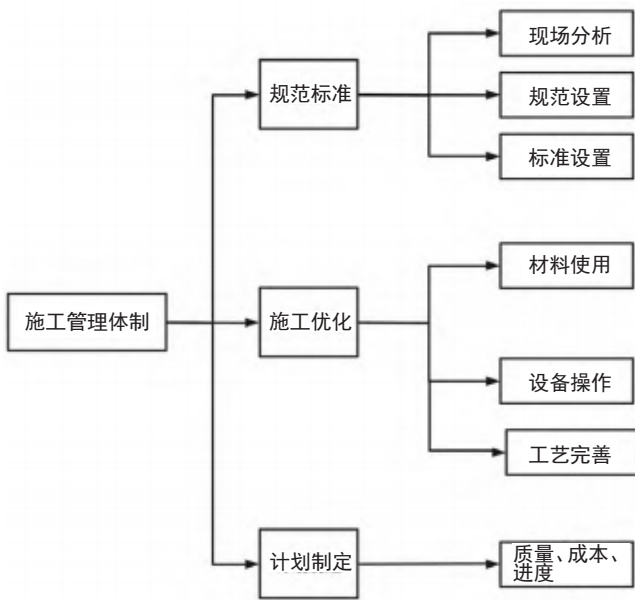 现场分析
规范标准
规范设置
标准设置
材料使用
施工管理体制
施工优化
设备操作
工艺完善
计划制定
质量、成本、
进度